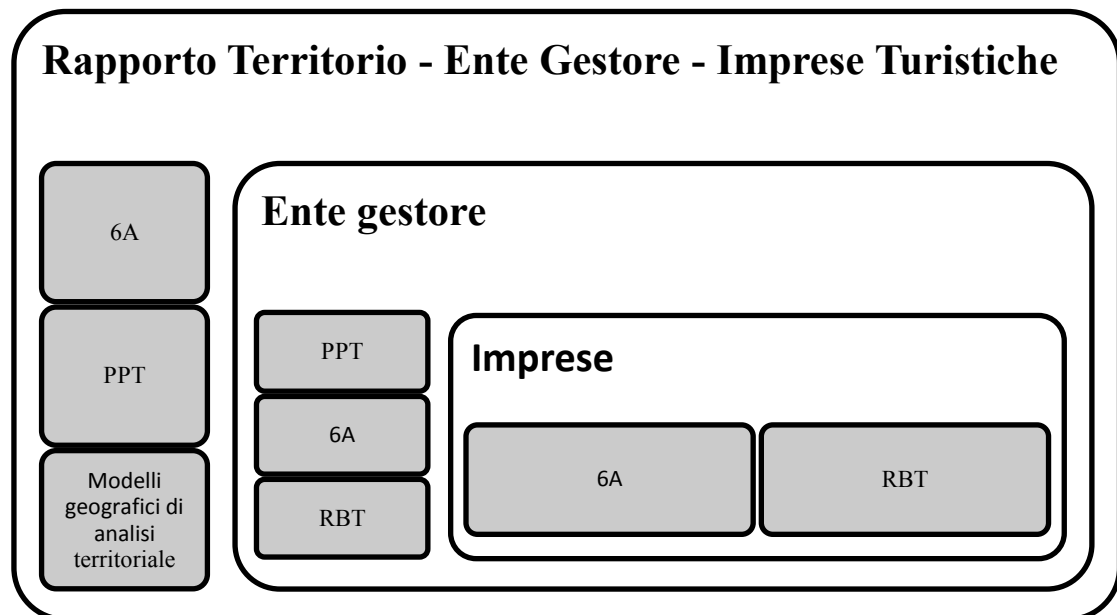 Rapporto Territorio - Ente Gestore - Imprese Turistiche
6A
PPT
Modelli
geografici di
analisi
territoriale
Ente gestore
PPT
6A
RBT
Imprese
6A
RBT